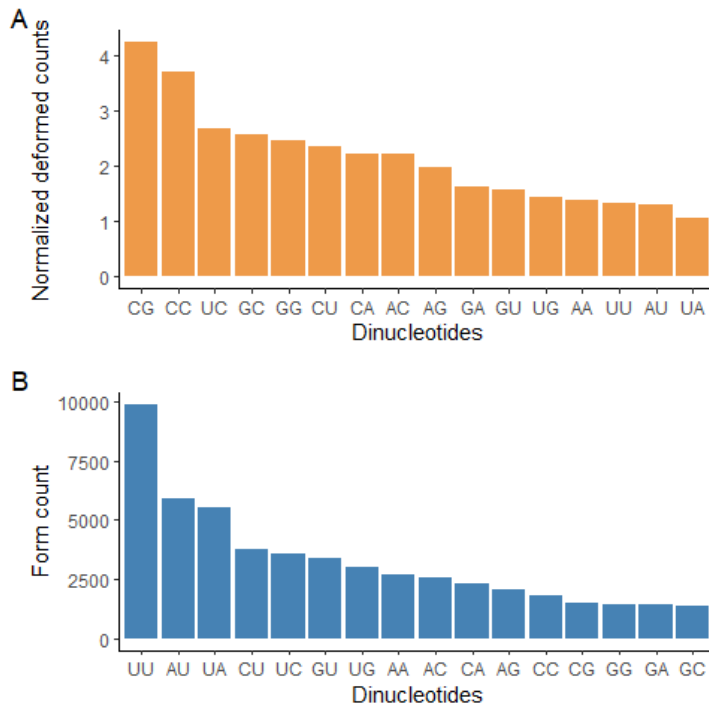 A
Normalized deformed counts
4
3
2
1
0
CG CC UC GC GG CU CA AC AG GA GU UG AA UU AU UA
Dinucleotides
B
Form count
10000
7500
5000
2500
0
UU AU UA CU UC GU UG AA AC CA AG CC CG GG GA GC
Dinucleotides